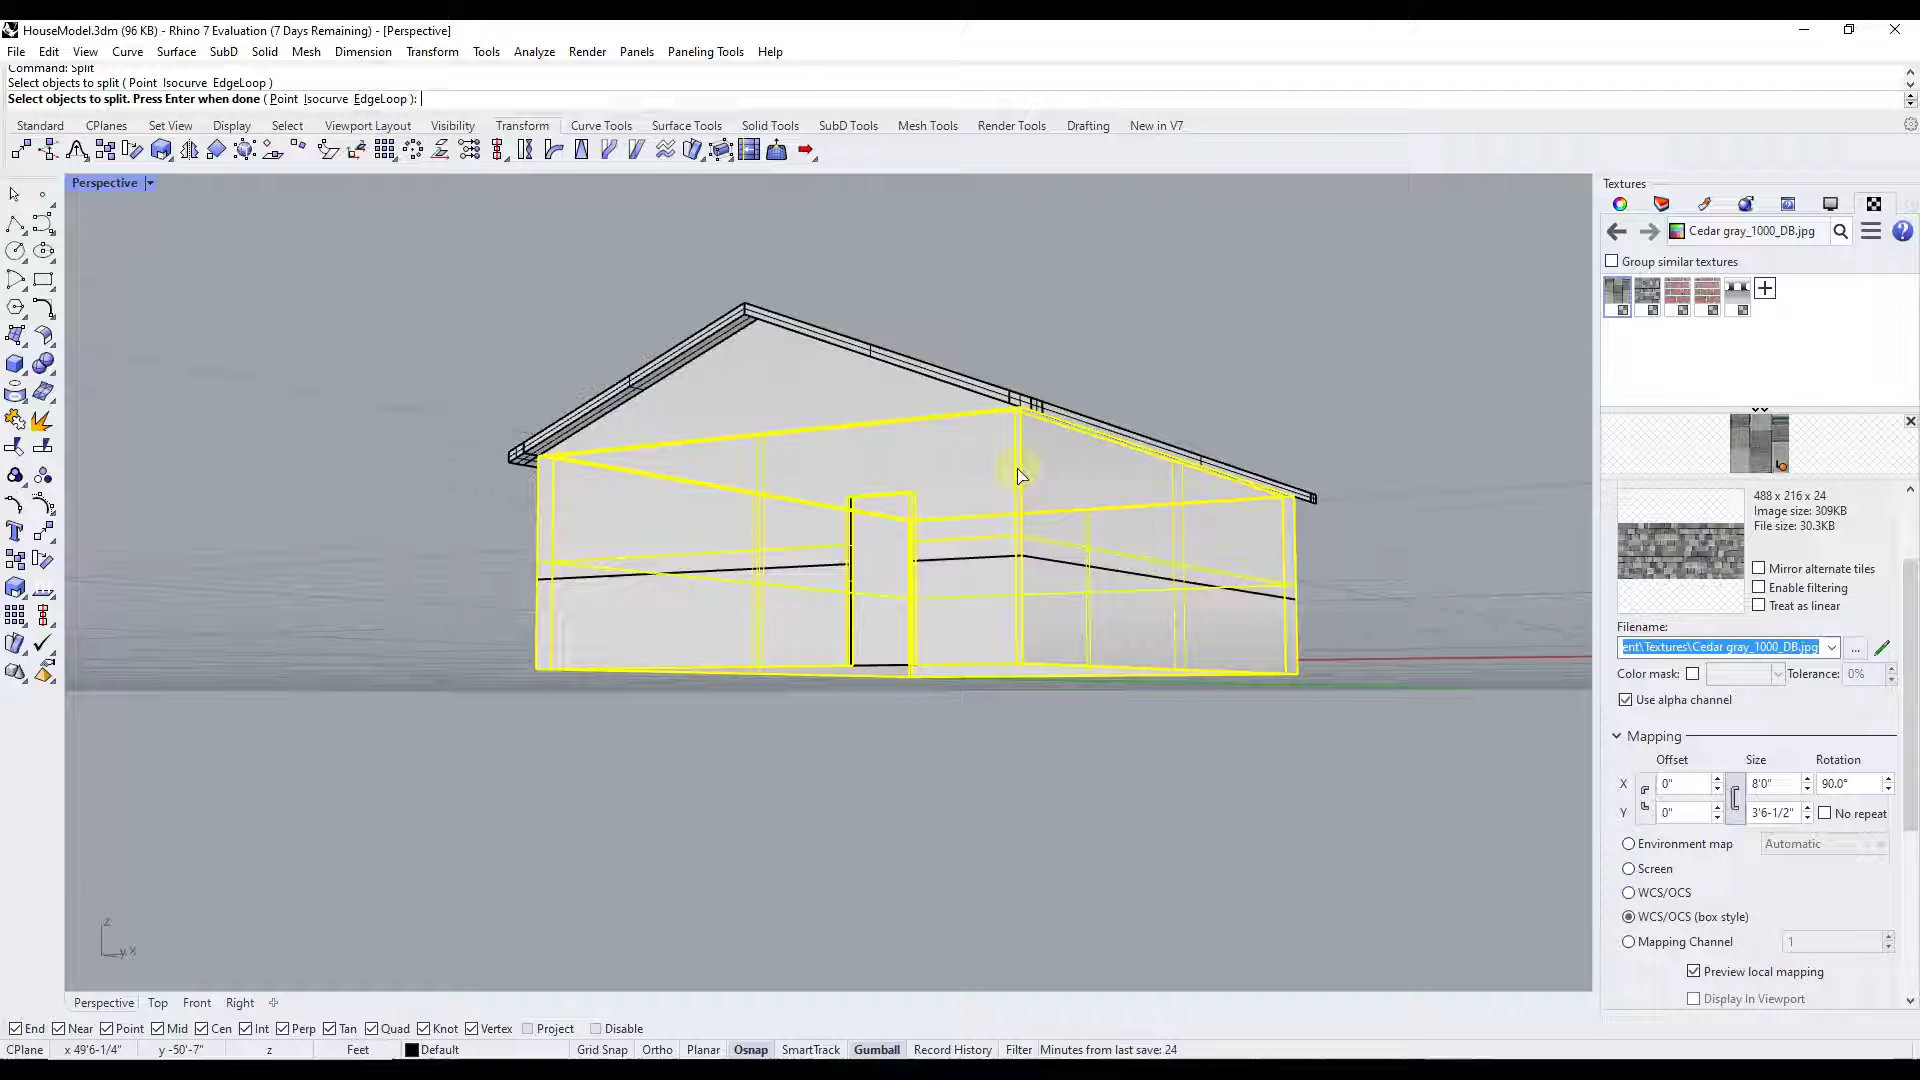 HouseModel.3dm (96 KB) - Rhino 7 Evaluation (7 Days Remaining) - [Perspective]
File Edit View Curve Surface SubD Solid Mesh Dimension Transform Tools Analyze Render Panels Paneling Tools Help
Command: Split
Select objects to split ( Point Isocurve EdgeLoop )
Select objects to split. Press Enter when done ( Point Isocurve EdgeLoop ):
Standard CPlanes Set View Display Select Viewport Layout Visibility Transform Curve Tools Surface Tools Solid Tools SubD Tools Mesh Tools Render Tools Drafting New in V7
Perspective
Textures
Cedar gray_1000_DB.jpg
Group similar textures
488 x 216 x 24
Image size: 309KB
File size: 30.3KB
Mirror alternate tiles
Enable filtering
Treat as linear
Filename:
ent\Textures\Cedar gray_1000_DB.jpg
...
Color mask: Tolerance: 0%
Use alpha channel
Mapping
Offset Size Rotation
X 0" 8'0" 90.0°
Y 0" 3'6-1/2" No repeat
Environment map Automatic
Screen
WCS/OCS
WCS/OCS (box style)
Mapping Channel 1
Preview local mapping
Display In Viewport
z
y x
Perspective Top Front Right
End Near Point Mid Cen Int Perp Tan Quad Knot Vertex Project Disable
CPlane x 49'6-1/4" y -50'-7" z Feet Default Grid Snap Ortho Planar Osnap SmartTrack Gumball Record History Filter Minutes from last save: 24